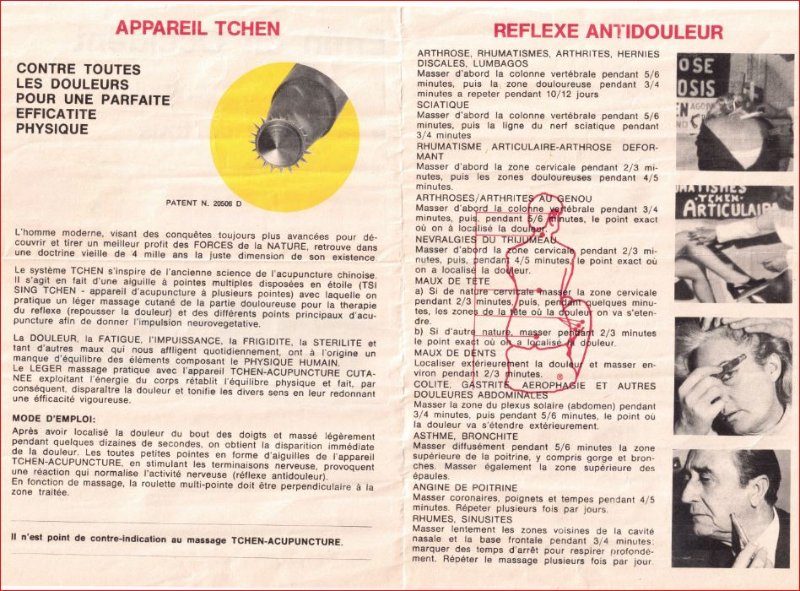 APPAREIL TCHEN
CONTRE TOUTES
LES DOULEURS
POUR UNE PARFAITE
EFFICATITE
PHYSIQUE
PATENT N. 20506 D
L'homme moderne, visant des conquêtes toujours plus avancées pour dé-
couvrir et tirer un meilleur profit des FORCES de la NATURE, retrouve dans
une doctrine vieille de 4 mille ans la juste dimension de son existence.
Le système TCHEN s'inspire de l'ancienne science de l'acupuncture chinoise.
Il s'agit en fait d'une aiguile à pointes multiples disposées en étoile (TSI
SING TCHEN - appareil d'acupuncture à plusieurs pointes) avec laquelle on
pratique un léger massage cutané de la partie douloureuse pour la therapie
du reflexe (repousser la douleur) et des différents points principaux d'acu-
puncture afin de donner l'impulsion neurovegetative.
La DOULEUR, la FATIGUE, l'IMPUISSANCE, la FRIGIDITE, la STERILITE et
tant d'autres maux qui nous affligent quotidiennement, ont à l'origine un
manque d'équilibre des éléments composant le PHYSIQUE HUMAIN.
Le LEGER massage pratique avec l'appareil TCHEN-ACUPUNCTURE CUTA-
NEE exploitant l'énergie du corps rétablit l'équilibre physique et fait, par
conséquent, disparaître la douleur et tonifie les divers sens en leur redonnant
une éfficacité vigoureuse.
MODE D'EMPLOI:
Après avoir localisé la douleur du bout des doigts et massé légèrement
pendant quelques dizaines de secondes, on obtient la disparition immédiate
de la douleur. Les toutes petites pointes en forme d'aiguilles de l'appareil
TCHEN-ACUPUNCTURE, en stimulant les terminaisons nerveuse, provoquent
une réaction qui normalise l'activité nerveuse (réflexe antidouleur).
En fonction de massage, la roulette multi-pointe doit être perpendiculaire à la
zone traitée.
Il n'est point de contre-indication au massage TCHEN-ACUPUNCTURE.
REFLEXE ANTIDOULEUR
ARTHROSE, RHUMATISMES, ARTHRITES, HERNIES
DISCALES, LUMBAGOS
Masser d'abord la colonne vertébrale pendant 5/6
minutes, puis la zone douloureuse pendant 3/4
minutes a repeter pendant 10/12 jours
SCIATIQUE
Masser d'abord la colonne vertébrale pendant 5/6
minutes, puis la ligne du nerf sciatique pendant
3/4 minutes
RHUMATISME ARTICULAIRE-ARTHROSE DEFOR-
MANT
Masser d'abord la zone cervicale pendant 2/3 mi-
nutes, puis les zones douloureuses pendant 4/5
minutes.
ARTHROSES/ARTHRITES AU GENOU
Masser d'abord la colonne vertébrale pendant 3/4
minutes, puis, pendant 5/6 minutes, le point exact
où on à localisé la douleur.
NEVRALGIES DU TRIJUMEAU
Masser d'abord la zone cervicale pendant 2/3 mi-
nutes, puis, pendant 4/5 minutes, le point exact où
on a localisé la douleur.
MAUX DE TÊTE
a) Si de nature cervicale masser la zone cervicale
pendant 2/3 minutes, puis, pendant quelques minu-
tes, les zones de la tête où la douleur on va s'eten-
dre.
b) Si d'autre nature, masser pendant 2/3 minutes
le point exact où on a localisé la douleur.
MAUX DE DENTS
Localiser extérieurement la douleur et masser en-
viron pendant 2/3 minutes.
COLITE, GASTRITE, AEROPHAGIE ET AUTRES
DOULEURES ABDOMINALES
Masser la zone du plexus solaire (abdomen) pendant
3/4 minutes, puis pendant 5/6 minutes, le point où
la douleur va s'étendre extérieurement.
ASTHME, BRONCHITE
Masser diffusément pendant 5/6 minutes la zone
supérieure de la poitrine, y compris gorge et bron-
ches. Masser également la zone supérieure des
épaules.
ANGINE DE POITRINE
Masser coronaires, poignets et tempes pendant 4/5
minutes. Répéter plusieurs fois par jours.
RHUMES, SINUSITES
Masser lentement les zones voisines de la cavité
nasale et la base frontale pendant 3/4 minutes:
marquer des temps d'arrêt pour respirer profondé-
ment. Répéter le massage plusieurs fois par jour.
OSE
OSIS
TCHEN-
ARTICULAIRE